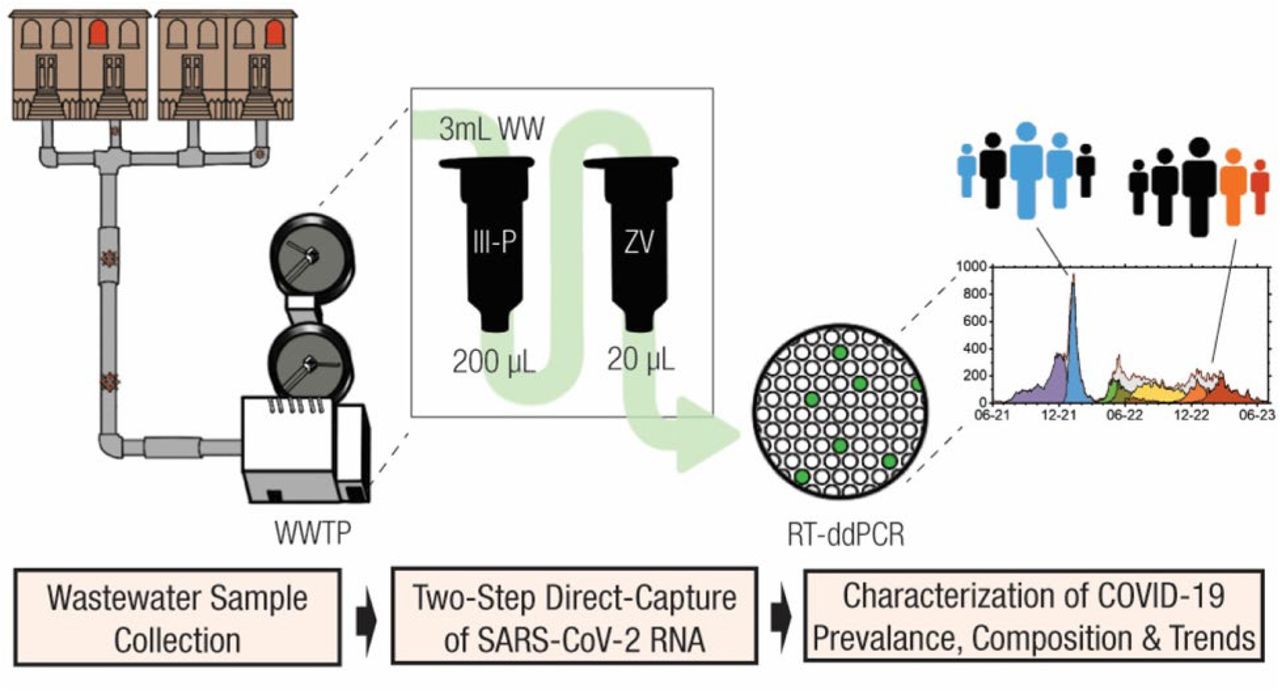 3mL WW
III-P
ZV
200 µL
20 µL
WWTP
RT-ddPCR
1000
800
600
400
200
0
06-21 12-21 06-22 12-22 06-23
Wastewater Sample
Collection
Two-Step Direct-Capture
of SARS-CoV-2 RNA
Characterization of COVID-19
Prevalance, Composition & Trends